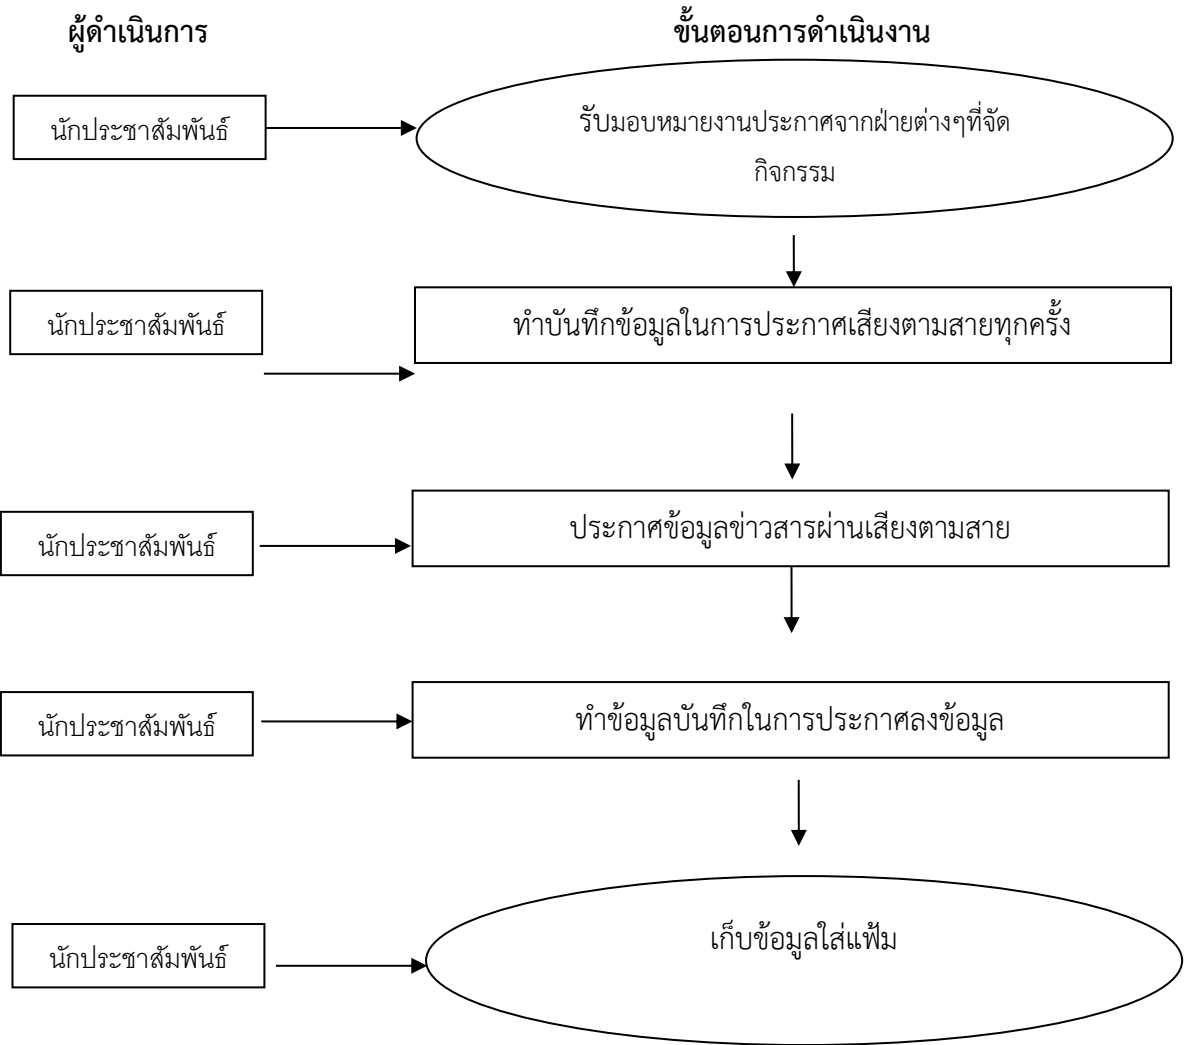 ผู้ดำเนินการ
ขั้นตอนการดำเนินงาน
นักประชาสัมพันธ์
รับมอบหมายงานประกาศจากฝ่ายต่างๆที่จัด
กิจกรรม
นักประชาสัมพันธ์
ทำบันทึกข้อมูลในการประกาศเสียงตามสายทุกครั้ง
นักประชาสัมพันธ์
ประกาศข้อมูลข่าวสารผ่านเสียงตามสาย
นักประชาสัมพันธ์
ทำข้อมูลบันทึกในการประกาศลงข้อมูล
นักประชาสัมพันธ์
เก็บข้อมูลใส่แฟ้ม